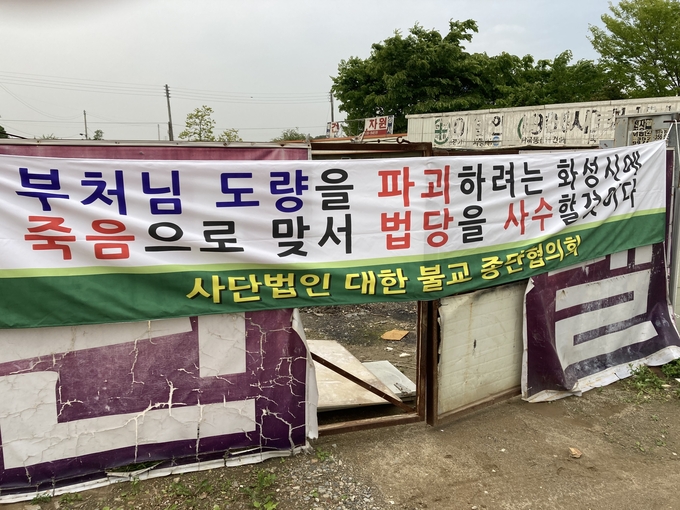 자원
부처님 도량을 파괴하려는 화성시에
죽음으로 맞서 법당을 사수할것이다
사단법인 대한 불교 종단협의회